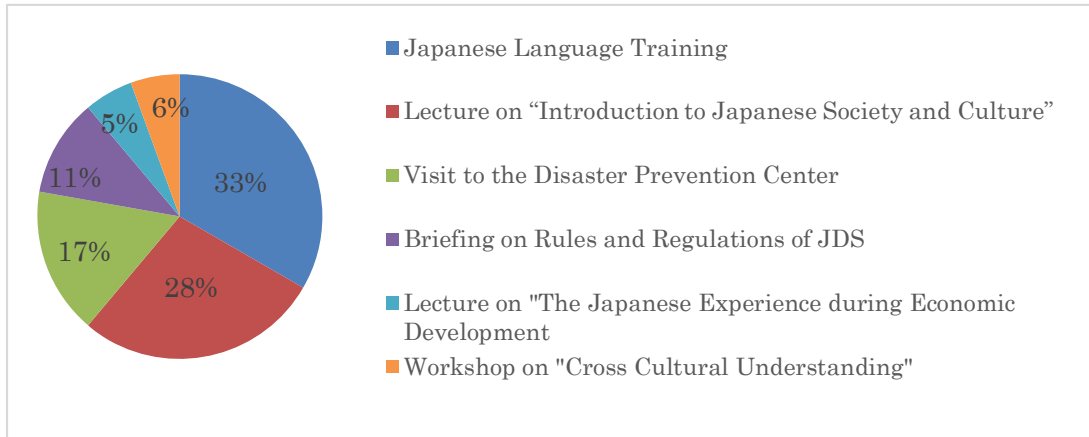 Japanese Language Training
Lecture on “Introduction to Japanese Society and Culture”
Visit to the Disaster Prevention Center
Briefing on Rules and Regulations of JDS
Lecture on "The Japanese Experience during Economic
Development
Workshop on "Cross Cultural Understanding"
6%
5%
11%
33%
17%
28%